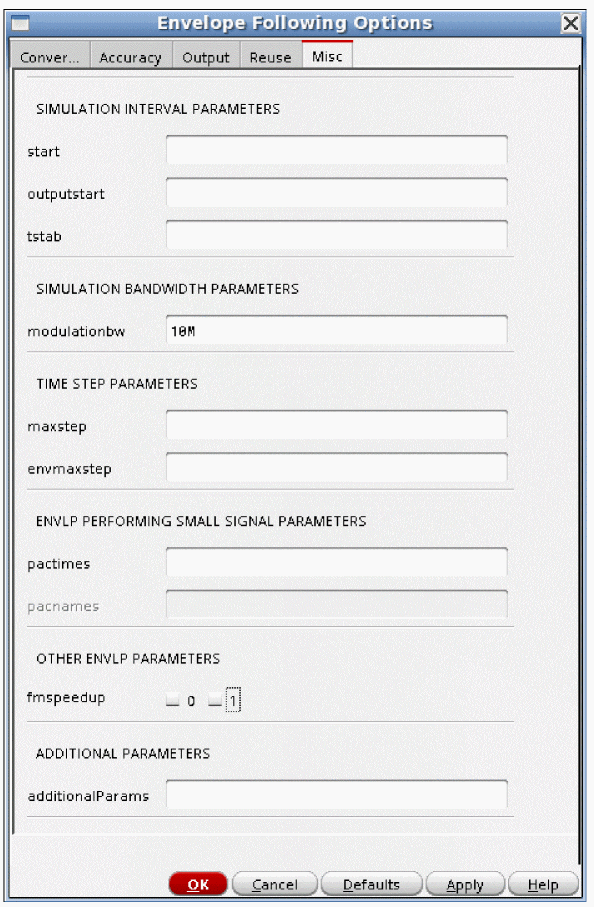 Envelope Following Options
Conver... Accuracy Output Reuse Misc
SIMULATION INTERVAL PARAMETERS
start
outputstart
tstab
SIMULATION BANDWIDTH PARAMETERS
modulationbw 10M
TIME STEP PARAMETERS
maxstep
envmaxstep
ENVLP PERFORMING SMALL SIGNAL PARAMETERS
pactimes
pacnames
OTHER ENVLP PARAMETERS
fmspeedup 0 1
ADDITIONAL PARAMETERS
additionalParams
OK Cancel Defaults Apply Help